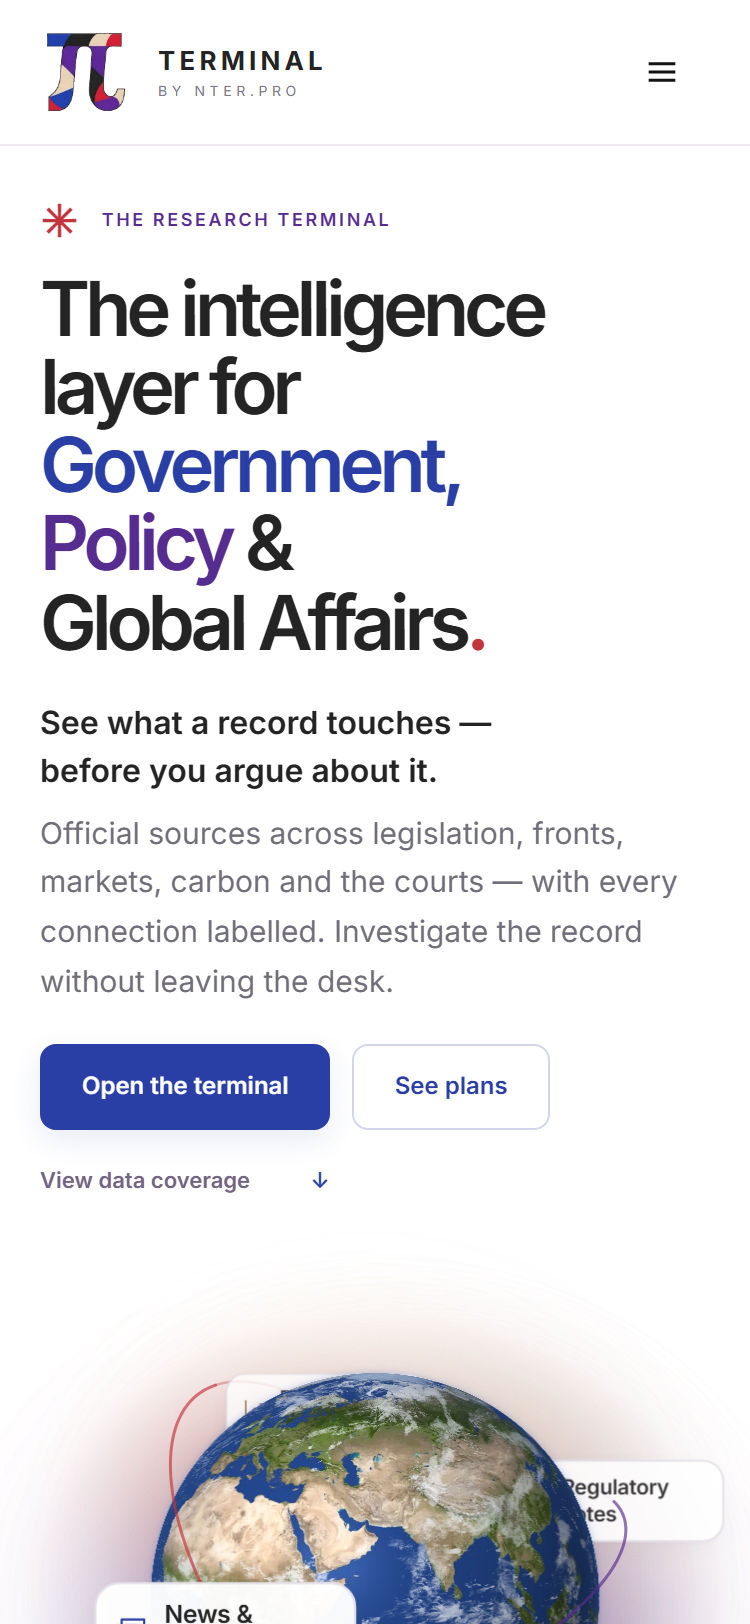 TERMINAL
BY NTER.PRO
THE RESEARCH TERMINAL
The intelligence
layer for
Government,
Policy &
Global Affairs.
See what a record touches —
before you argue about it.
Official sources across legislation, fronts,
markets, carbon and the courts — with every
connection labelled. Investigate the record
without leaving the desk.
Open the terminal
See plans
View data coverage ↓
Regulatory
News &